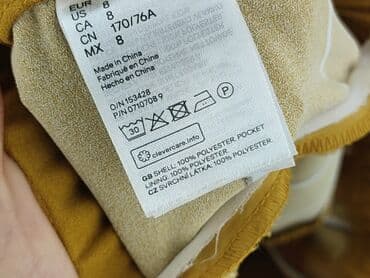 EUR 8
US 8
CA 8
CN 170/76A
MX 8
Made in China
Fabriqué en Chine
Hecho en China
O/N 153428
P/N 0710708 9
30
clevercare.info
GB SHELL: 100% POLYESTER, POCKET
LINING: 100% POLYESTER
CZ SVRCHNÍ LÁTKA: 100% POLYESTER